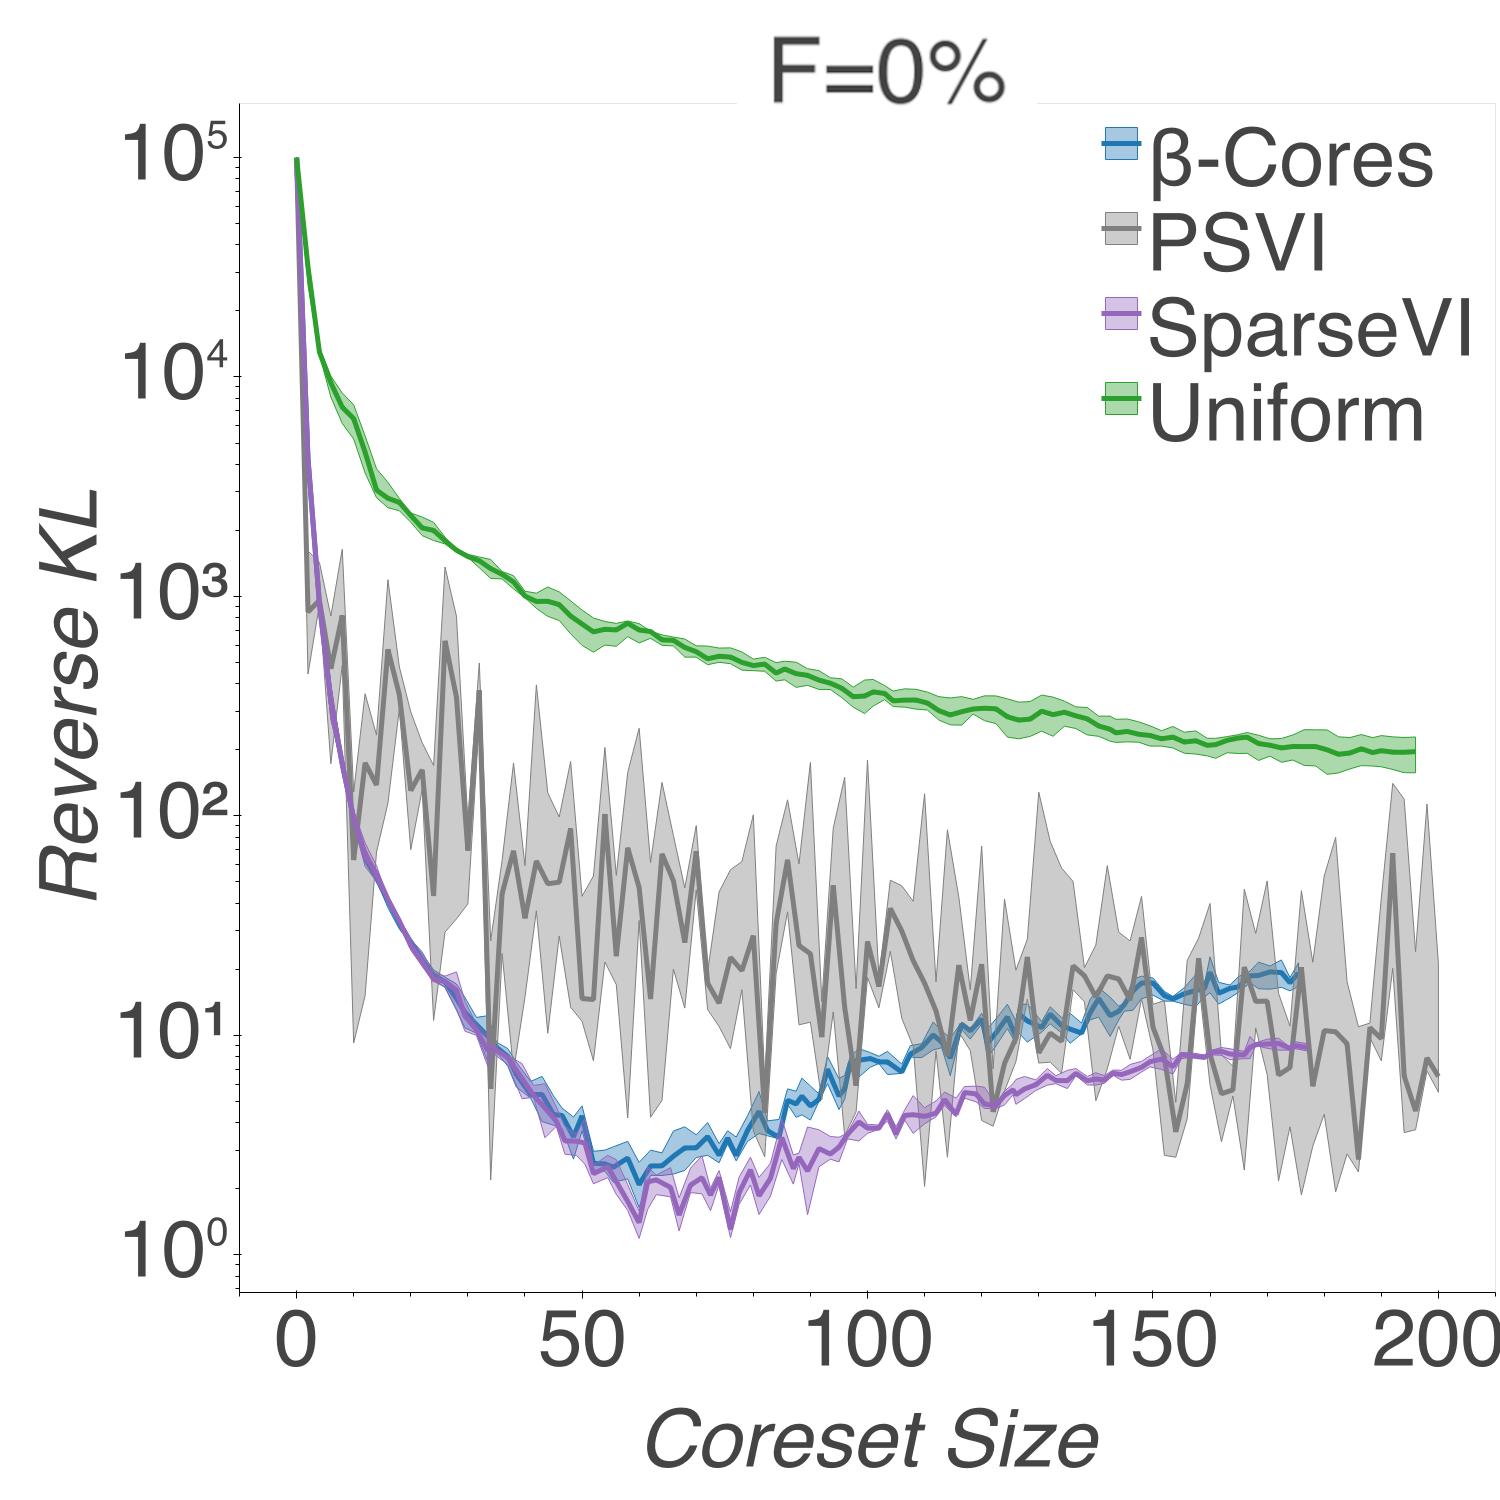 F=0%
β-Cores
PSVI
SparseVI
Uniform
Reverse KL
10⁵
10⁴
10³
10²
10¹
10⁰
0 50 100 150 200
Coreset Size